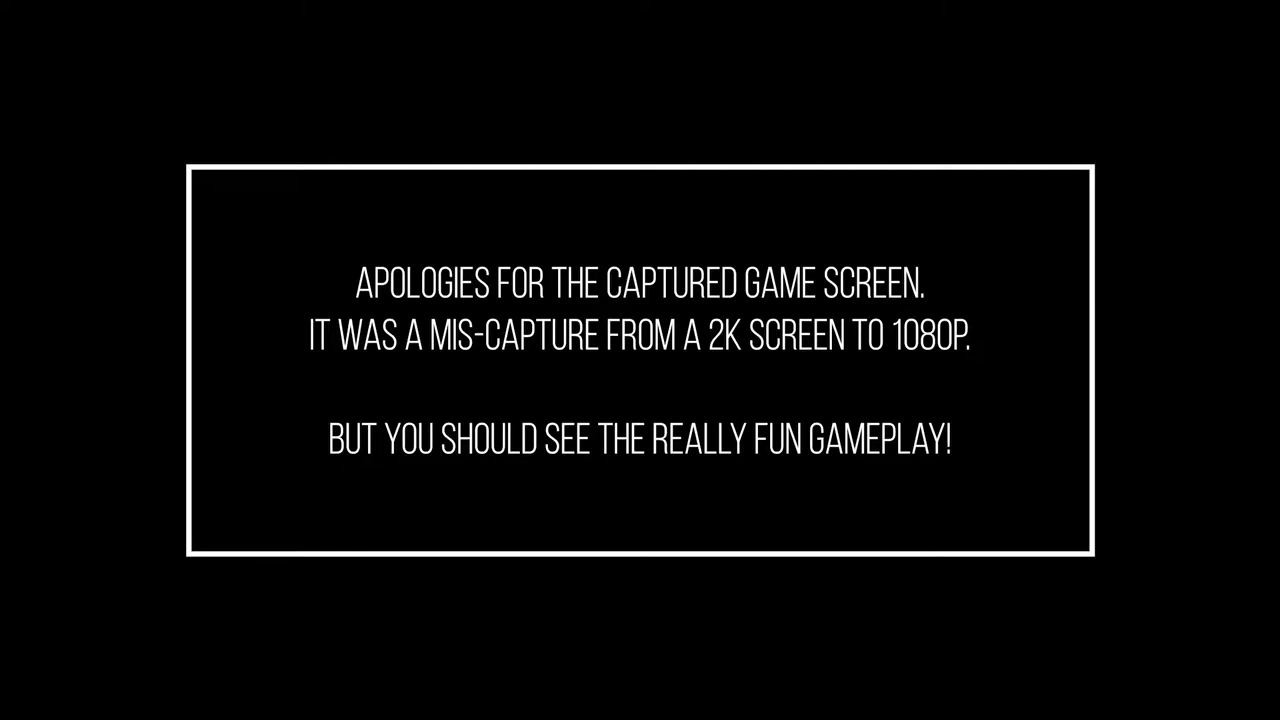 APOLOGIES FOR THE CAPTURED GAME SCREEN.
IT WAS A MIS-CAPTURE FROM A 2K SCREEN TO 1080P.
BUT YOU SHOULD SEE THE REALLY FUN GAMEPLAY!